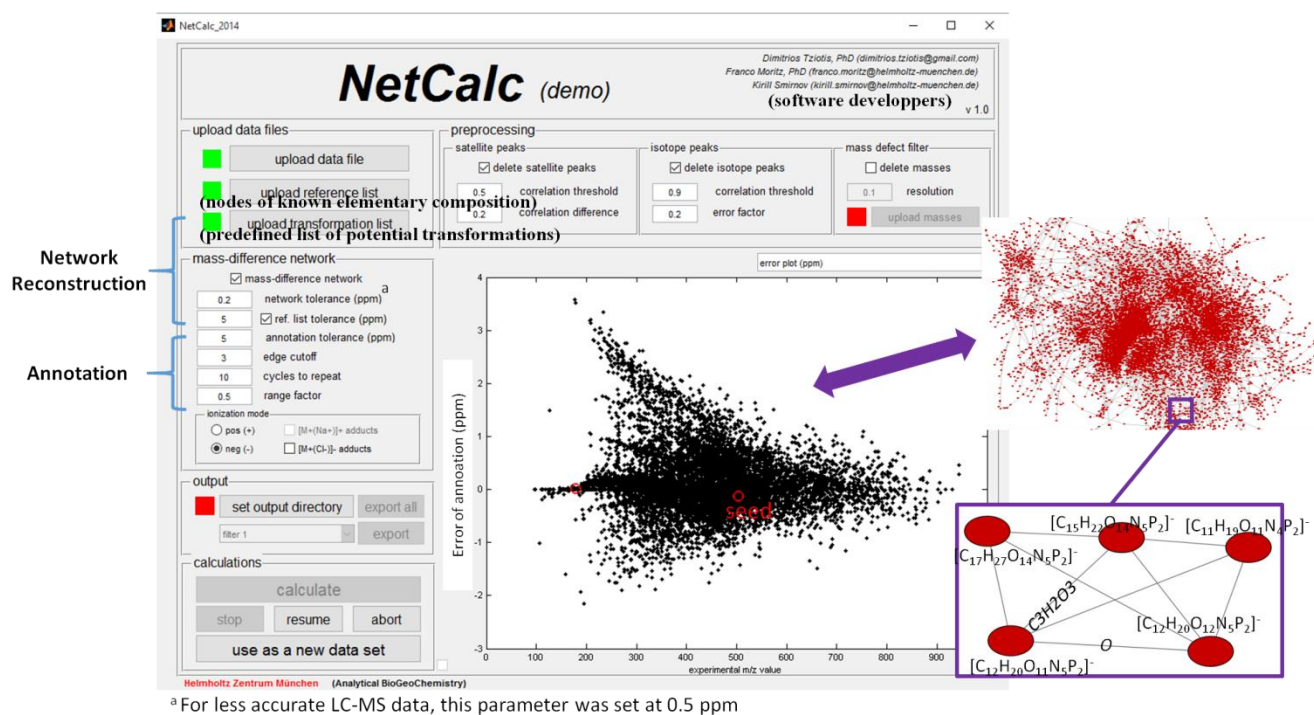 NetCalc_2014
NetCalc (demo)
Dimitrios Tziotis, PhD (dimitrios.tziotis@gmail.com)
Franco Moritz, PhD (franco.moritz@helmholtz-muenchen.de)
Kirill Smirnov (kirill.smirnov@helmholtz-muenchen.de)
(software developpers)
v 1.0
upload data files
upload data file
upload reference list
(nodes of known elementary composition)
upload transformation list
(predefined list of potential transformations)
preprocessing
satellite peaks
delete satellite peaks
0.5 correlation threshold
0.2 correlation difference
isotope peaks
delete isotope peaks
0.9 correlation threshold
0.2 error factor
mass defect filter
delete masses
0.1 resolution
upload masses
Network
Reconstruction
Annotation
mass-difference network
mass-difference network
a
0.2 network tolerance (ppm)
5 ref. list tolerance (ppm)
5 annotation tolerance (ppm)
3 edge cutoff
10 cycles to repeat
0.5 range factor
ionization mode
pos (+) [M+(Na+)]+ adducts
neg (-) [M+(Cl-)]- adducts
output
set output directory export all
filter 1 export
calculations
calculate
stop resume abort
use as a new data set
Helmholtz Zentrum München (Analytical BioGeoChemistry)
error plot (ppm)
Error of annoation (ppm)
4
3
2
1
0
-1
-2
-3
seed
0 100 200 300 400 500 600 700 800 900
experimental m/z value
[C15H22O14N5P2]-
[C11H19O11N4P2]-
[C17H27O14N5P2]-
C3H2O3
[C12H20O12N5P2]-
O
[C12H20O11N5P2]-
a For less accurate LC-MS data, this parameter was set at 0.5 ppm